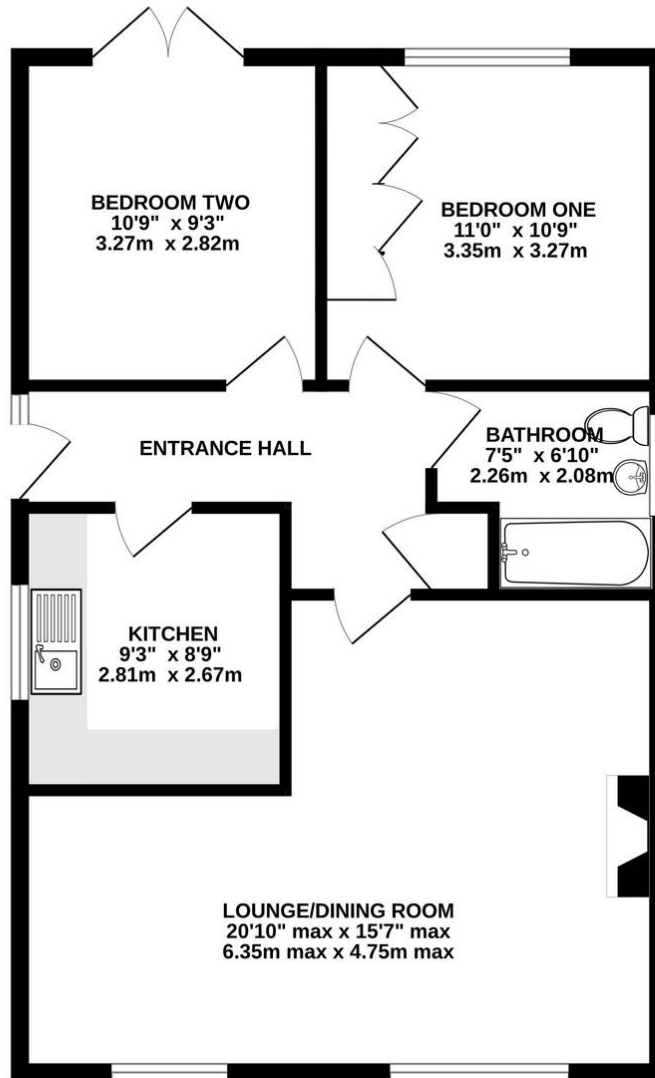 BEDROOM TWO
10'9" x 9'3"
3.27m x 2.82m
BEDROOM ONE
11'0" x 10'9"
3.35m x 3.27m
ENTRANCE HALL
BATHROOM
7'5" x 6'10"
2.26m x 2.08m
KITCHEN
9'3" x 8'9"
2.81m x 2.67m
LOUNGE/DINING ROOM
20'10" max x 15'7" max
6.35m max x 4.75m max